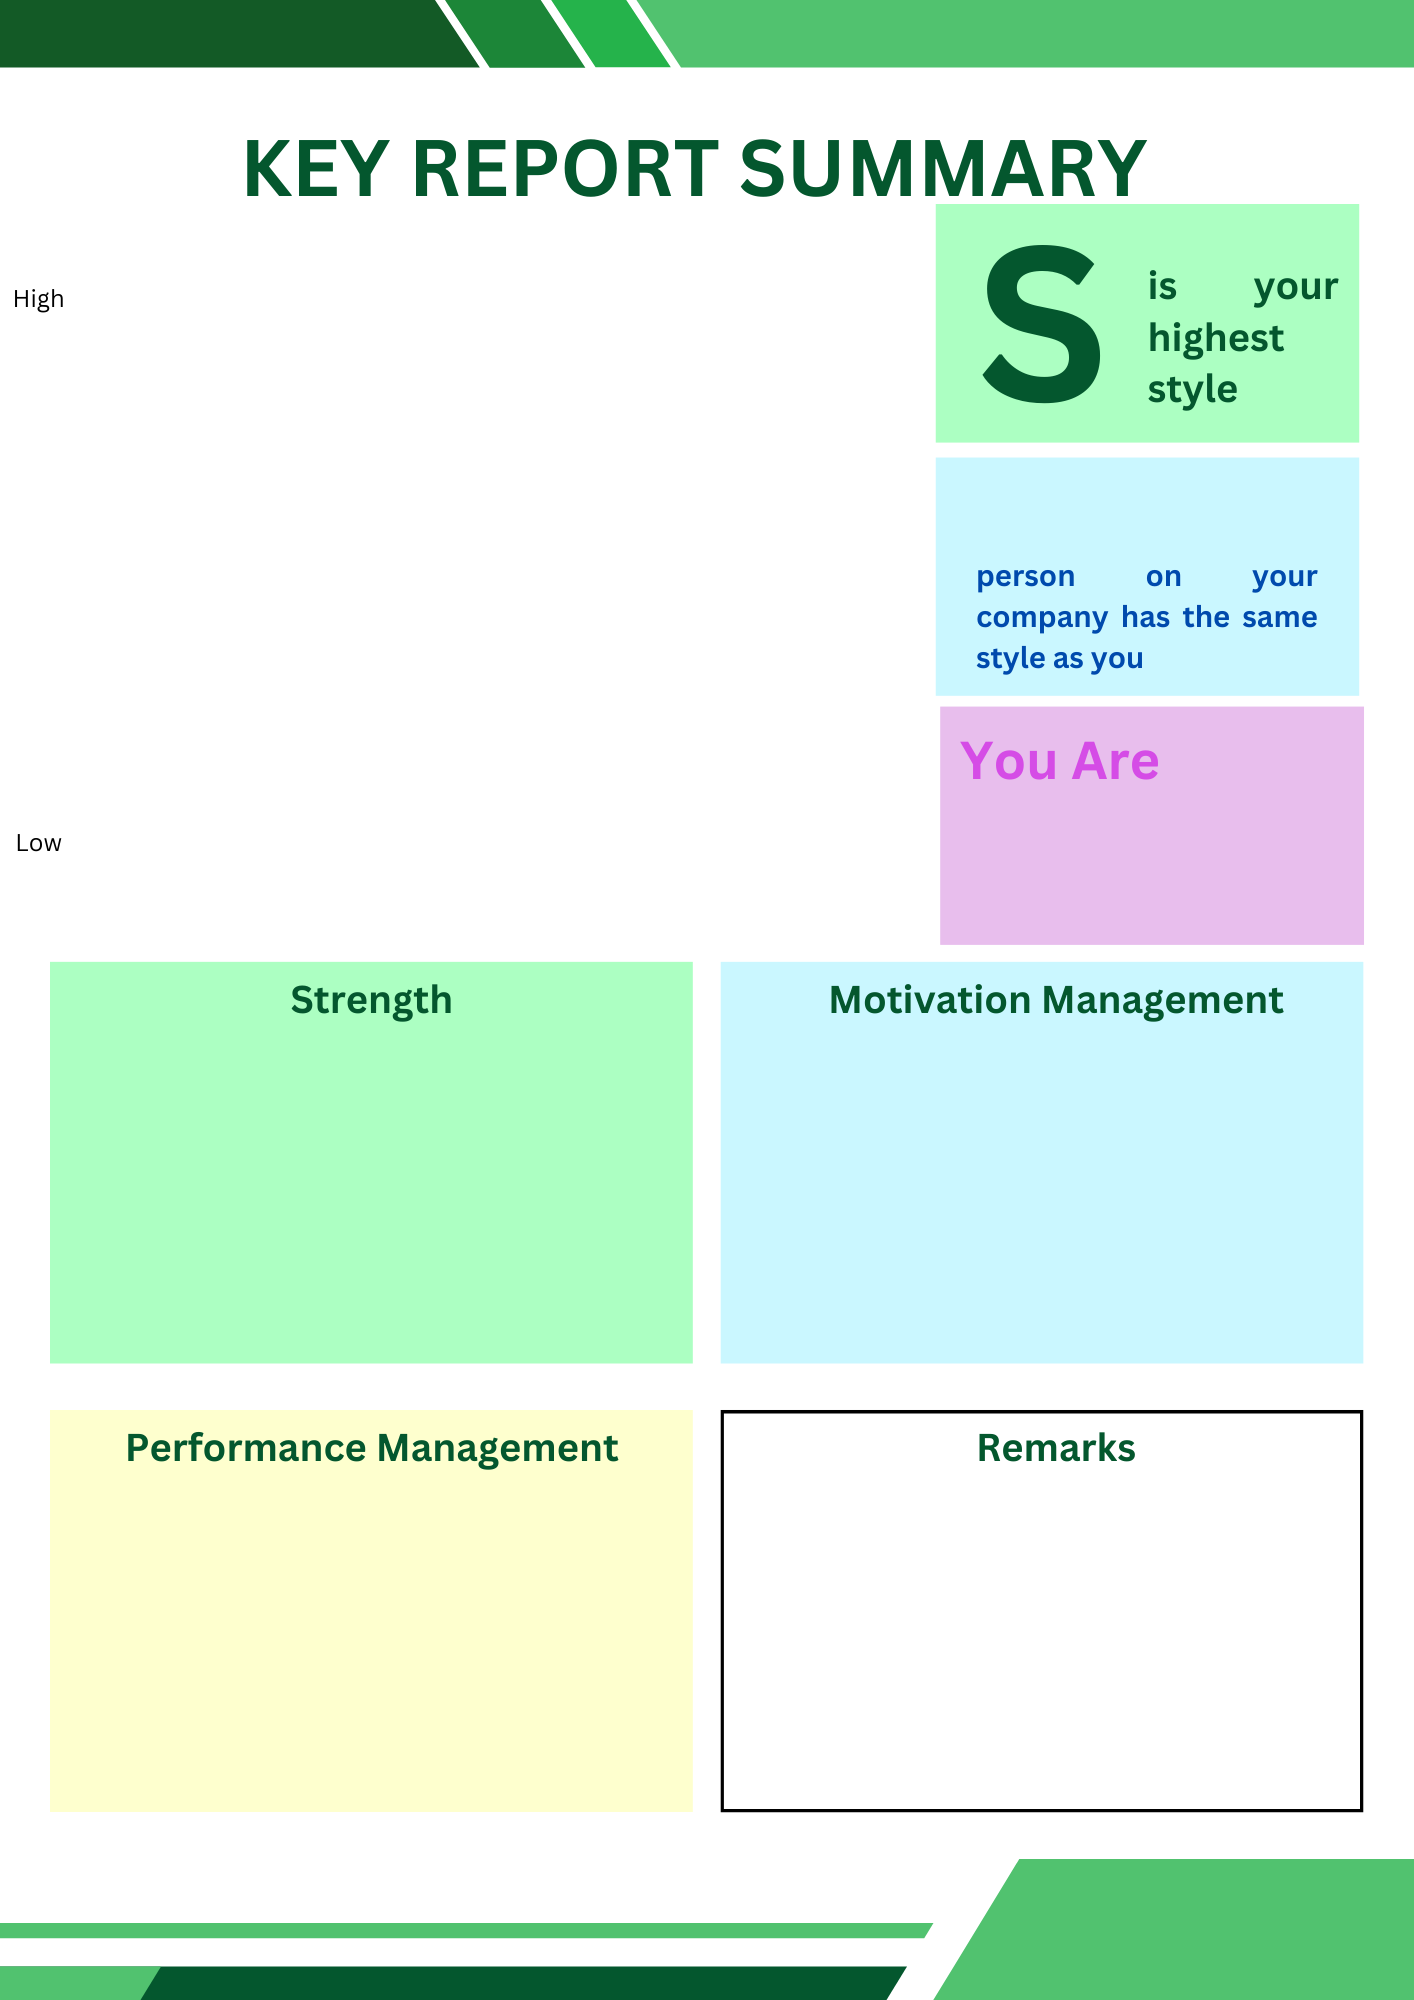 KEY REPORT SUMMARY
High
S
is your
highest
style
person on your
company has the same
style as you
You Are
Low
Strength
Motivation Management
Performance Management
Remarks